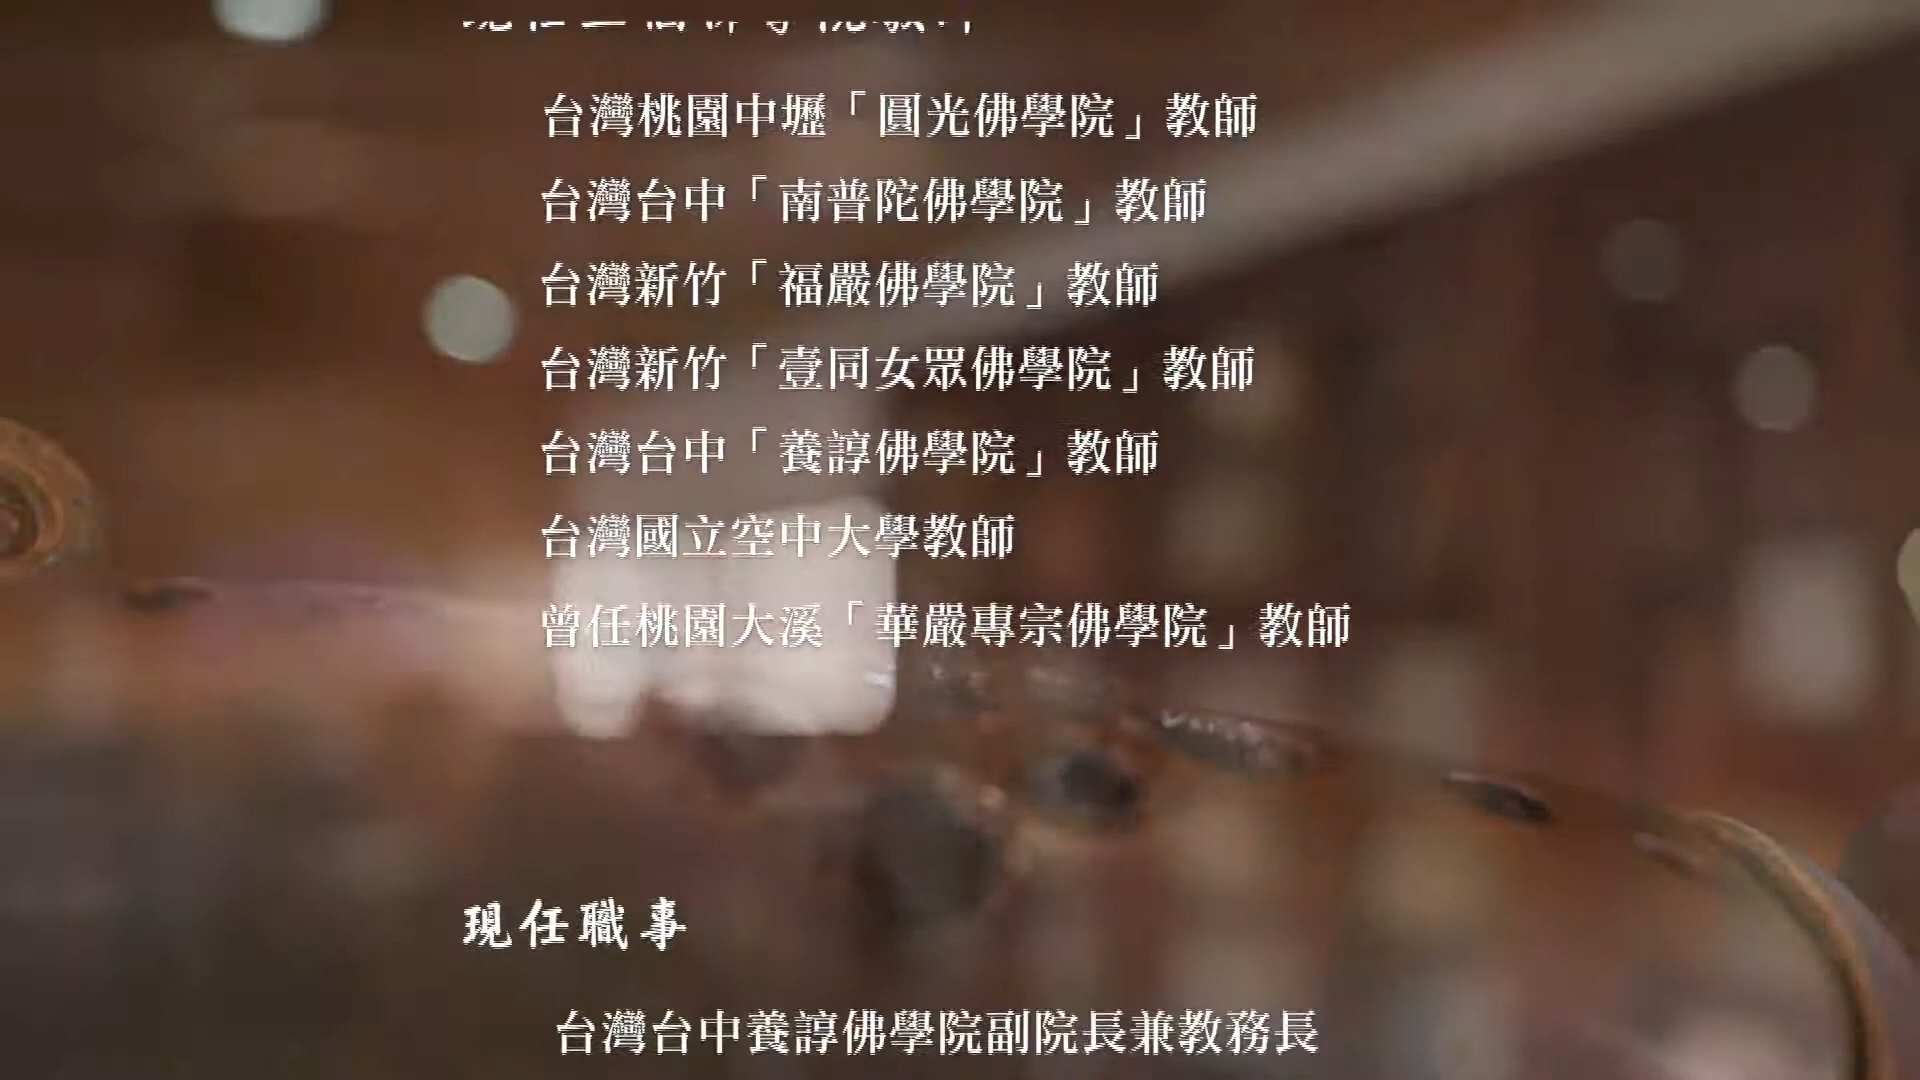 台灣桃園中壢「圓光佛學院」教師
台灣台中「南普陀佛學院」教師
台灣新竹「福嚴佛學院」教師
台灣新竹「壹同女眾佛學院」教師
台灣台中「養諄佛學院」教師
台灣國立空中大學教師
曾任桃園大溪「華嚴專宗佛學院」教師
現任職事
台灣台中養諄佛學院副院長兼教務長